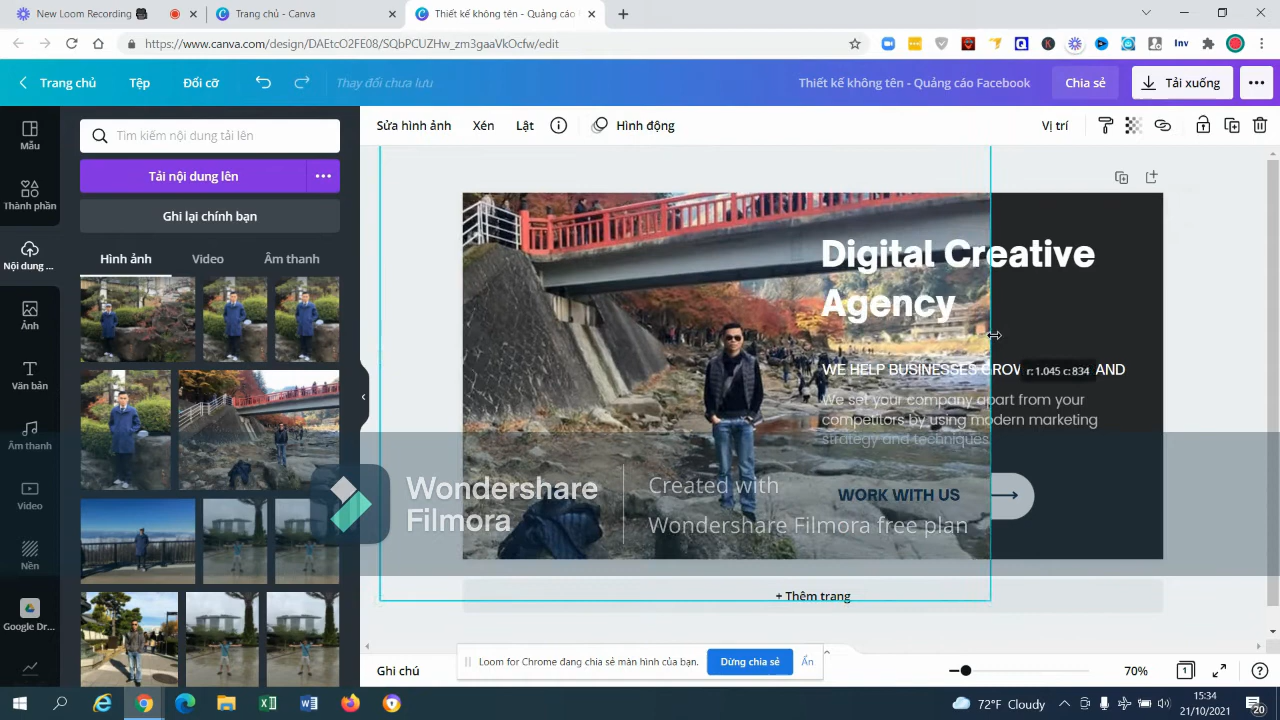 New Loom Recording
Trang chủ - Canva
Thiết kế không tên - Quảng cáo
https://www.canva.com/design/DAEtcO2FE08/SQbPCUZHw_zm3gaaVkOcfw/edit
Inv
Trang chủ
Tệp
Đổi cỡ
Thay đổi chưa lưu
Thiết kế không tên - Quảng cáo Facebook
Chia sẻ
Tải xuống
Mẫu
Thành phần
Nội dung ...
Ảnh
Văn bản
Âm thanh
Video
Nền
Google Dr...
Tìm kiếm nội dung tải lên
Tải nội dung lên
Ghi lại chính bạn
Hình ảnh
Video
Âm thanh
Sửa hình ảnh
Xén
Lật
Hình động
Vị trí
Digital Creative
Agency
WE HELP BUSINESSES GROW AND
r: 1.045 c: 834
We set your company apart from your
competitors by using modern marketing
strategy and techniques
WORK WITH US
Wondershare
Filmora
Created with
Wondershare Filmora free plan
+ Thêm trang
Loom for Chrome đang chia sẻ màn hình của bạn.
Dừng chia sẻ
Ẩn
Ghi chú
70%
1
72°F Cloudy
15:34
21/10/2021
20